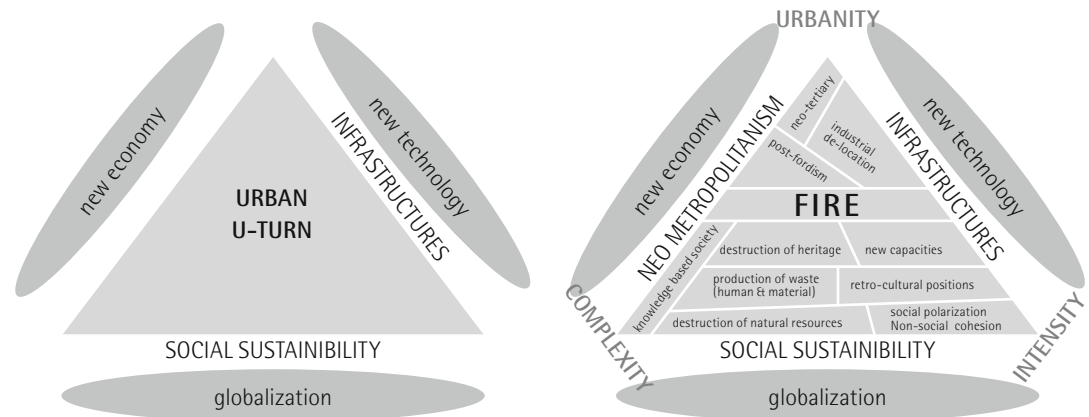 new economy
new technology
INFRASTRUCTURES
URBAN
U-TURN
SOCIAL SUSTAINIBILITY
globalization
URBANITY
new economy
new technology
NEO METROPOLITANISM
INFRASTRUCTURES
neo-tertiary
industrial
de-location
post-fordism
FIRE
knowledge based society
destruction of heritage
new capacities
production of waste
(human & material)
retro-cultural positions
destruction of natural resources
social polarization
Non-social cohesion
COMPLEXITY
INTENSITY
SOCIAL SUSTAINIBILITY
globalization